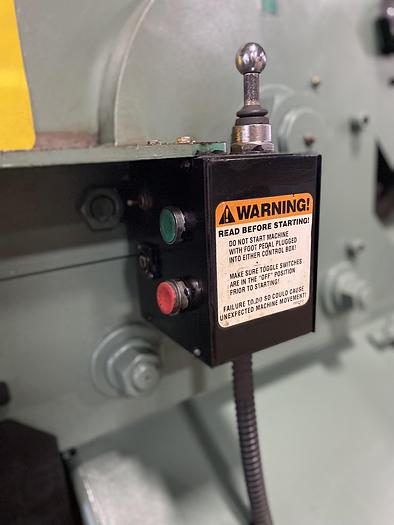 WARNING!
READ BEFORE STARTING!
DO NOT START MACHINE
WITH FOOT PEDAL PLUGGED
INTO EITHER CONTROL BOX!
MAKE SURE TOGGLE SWITCHES
ARE IN THE "OFF" POSITION
PRIOR TO STARTING!
FAILURE TO DO SO COULD CAUSE
UNEXPECTED MACHINE MOVEMENT!